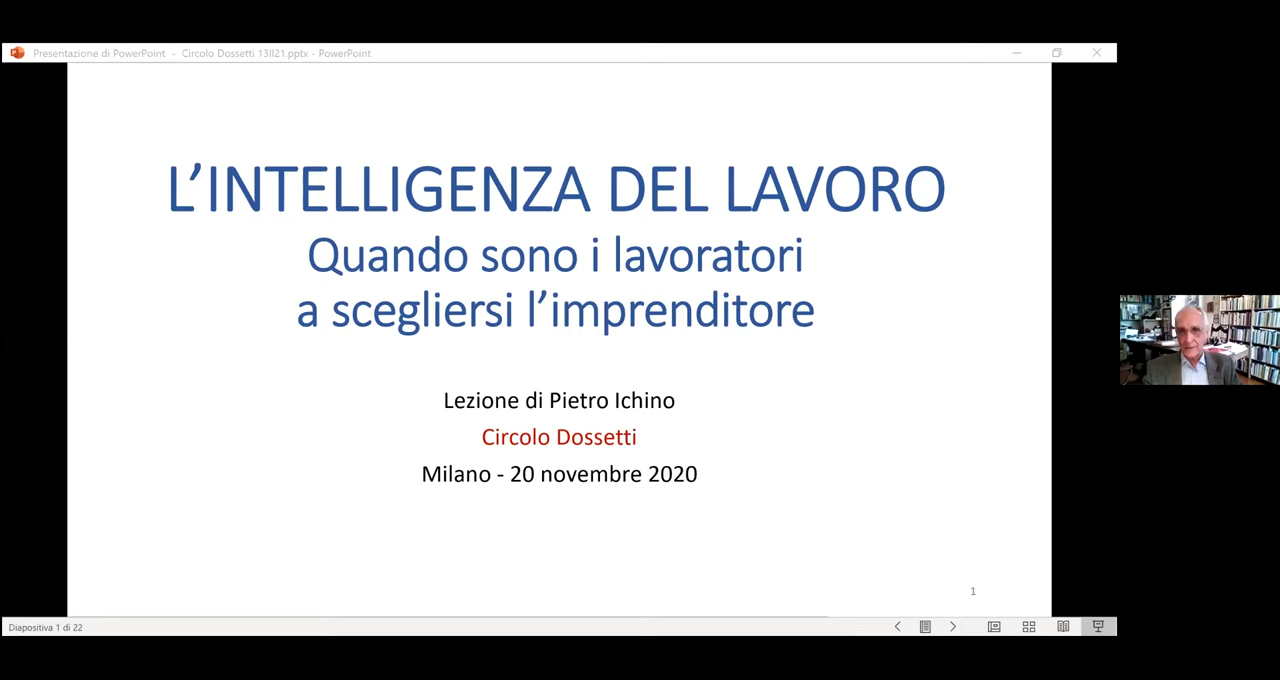 Presentazione di PowerPoint - Circolo Dossetti 13II21.pptx - PowerPoint
L’INTELLIGENZA DEL LAVORO
Quando sono i lavoratori
a scegliersi l’imprenditore
Lezione di Pietro Ichino
Circolo Dossetti
Milano - 20 novembre 2020
1
Diapositiva 1 di 22